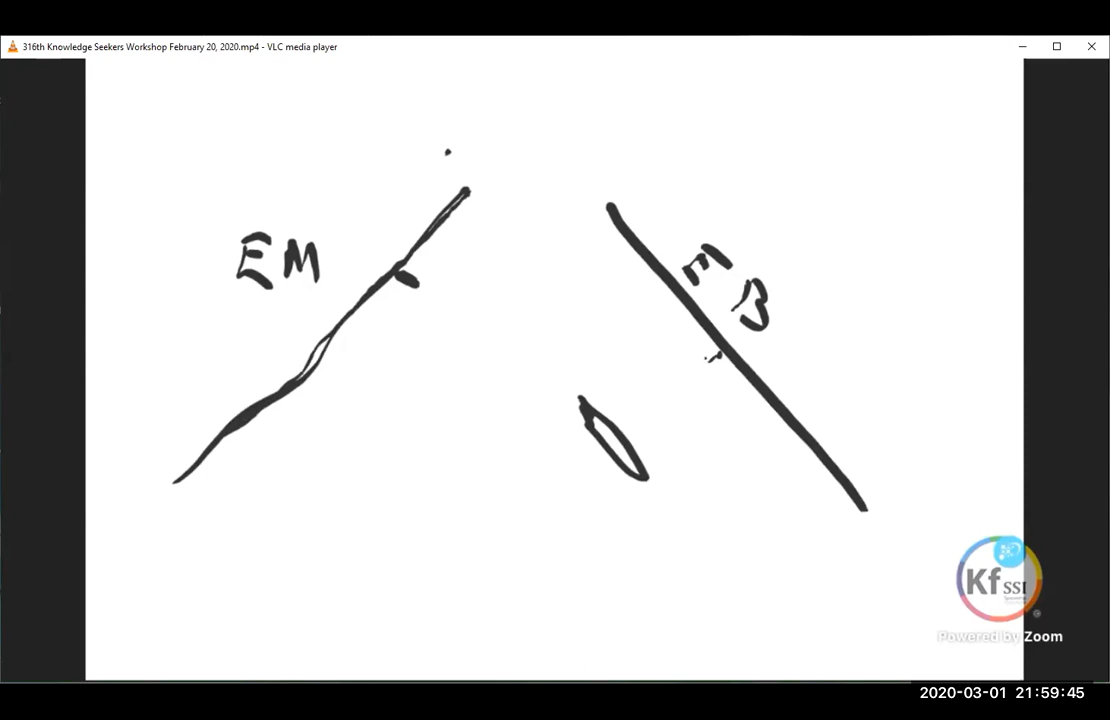 316th Knowledge Seekers Workshop February 20, 2020.mp4 - VLC media player
EM
EB
Kf SSI
Powered by Zoom
2020-03-01 21:59:45